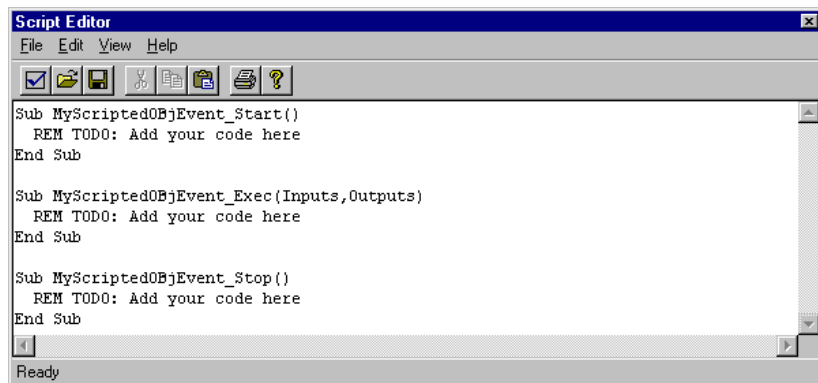 Script Editor
File Edit View Help
Sub MyScriptedOBjEvent_Start()
  REM TODO: Add your code here
End Sub
Sub MyScriptedOBjEvent_Exec(Inputs,Outputs)
  REM TODO: Add your code here
End Sub
Sub MyScriptedOBjEvent_Stop()
  REM TODO: Add your code here
End Sub
Ready